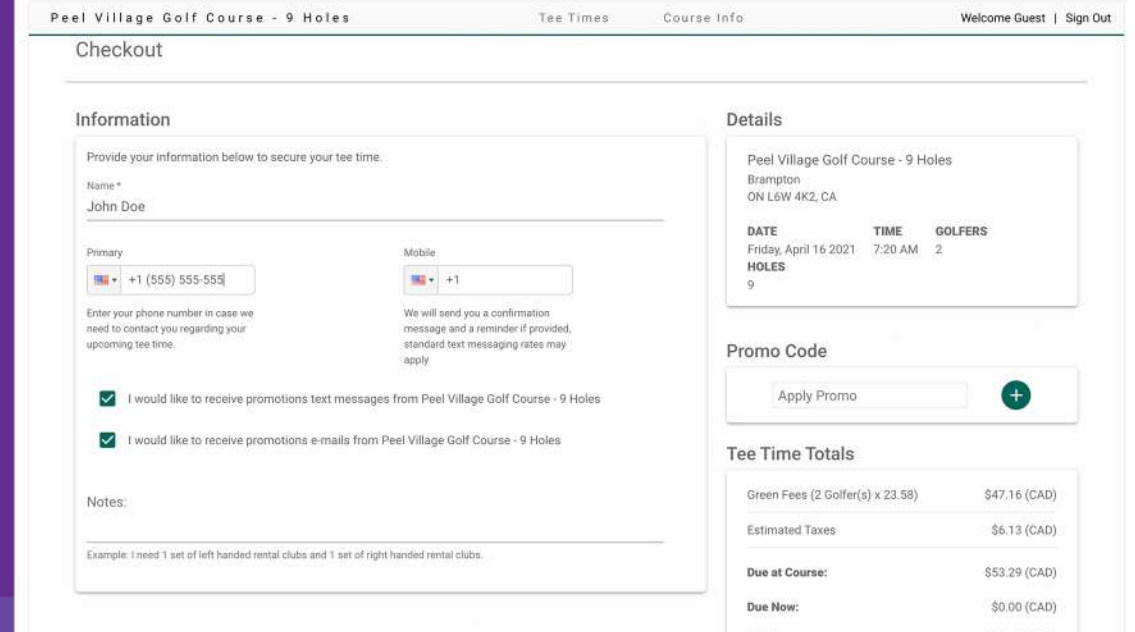 Peel Village Golf Course - 9 Holes
Tee Times
Course Info
Welcome Guest | Sign Out
Checkout
Information
Provide your information below to secure your tee time.
Name *
John Doe
Primary
Mobile
+1 (555) 555-555
+1
Enter your phone number in case we
need to contact you regarding your
upcoming tee time.
We will send you a confirmation
message and a reminder if provided,
standard text messaging rates may
apply
I would like to receive promotions text messages from Peel Village Golf Course - 9 Holes
I would like to receive promotions e-mails from Peel Village Golf Course - 9 Holes
Notes:
Example: I need 1 set of left handed rental clubs and 1 set of right handed rental clubs.
Details
Peel Village Golf Course - 9 Holes
Brampton
ON L6W 4K2, CA
DATE TIME GOLFERS
Friday, April 16 2021 7:20 AM 2
HOLES
9
Promo Code
Apply Promo
Tee Time Totals
Green Fees (2 Golfer(s) x 23.58) $47.16 (CAD)
Estimated Taxes $6.13 (CAD)
Due at Course: $53.29 (CAD)
Due Now: $0.00 (CAD)